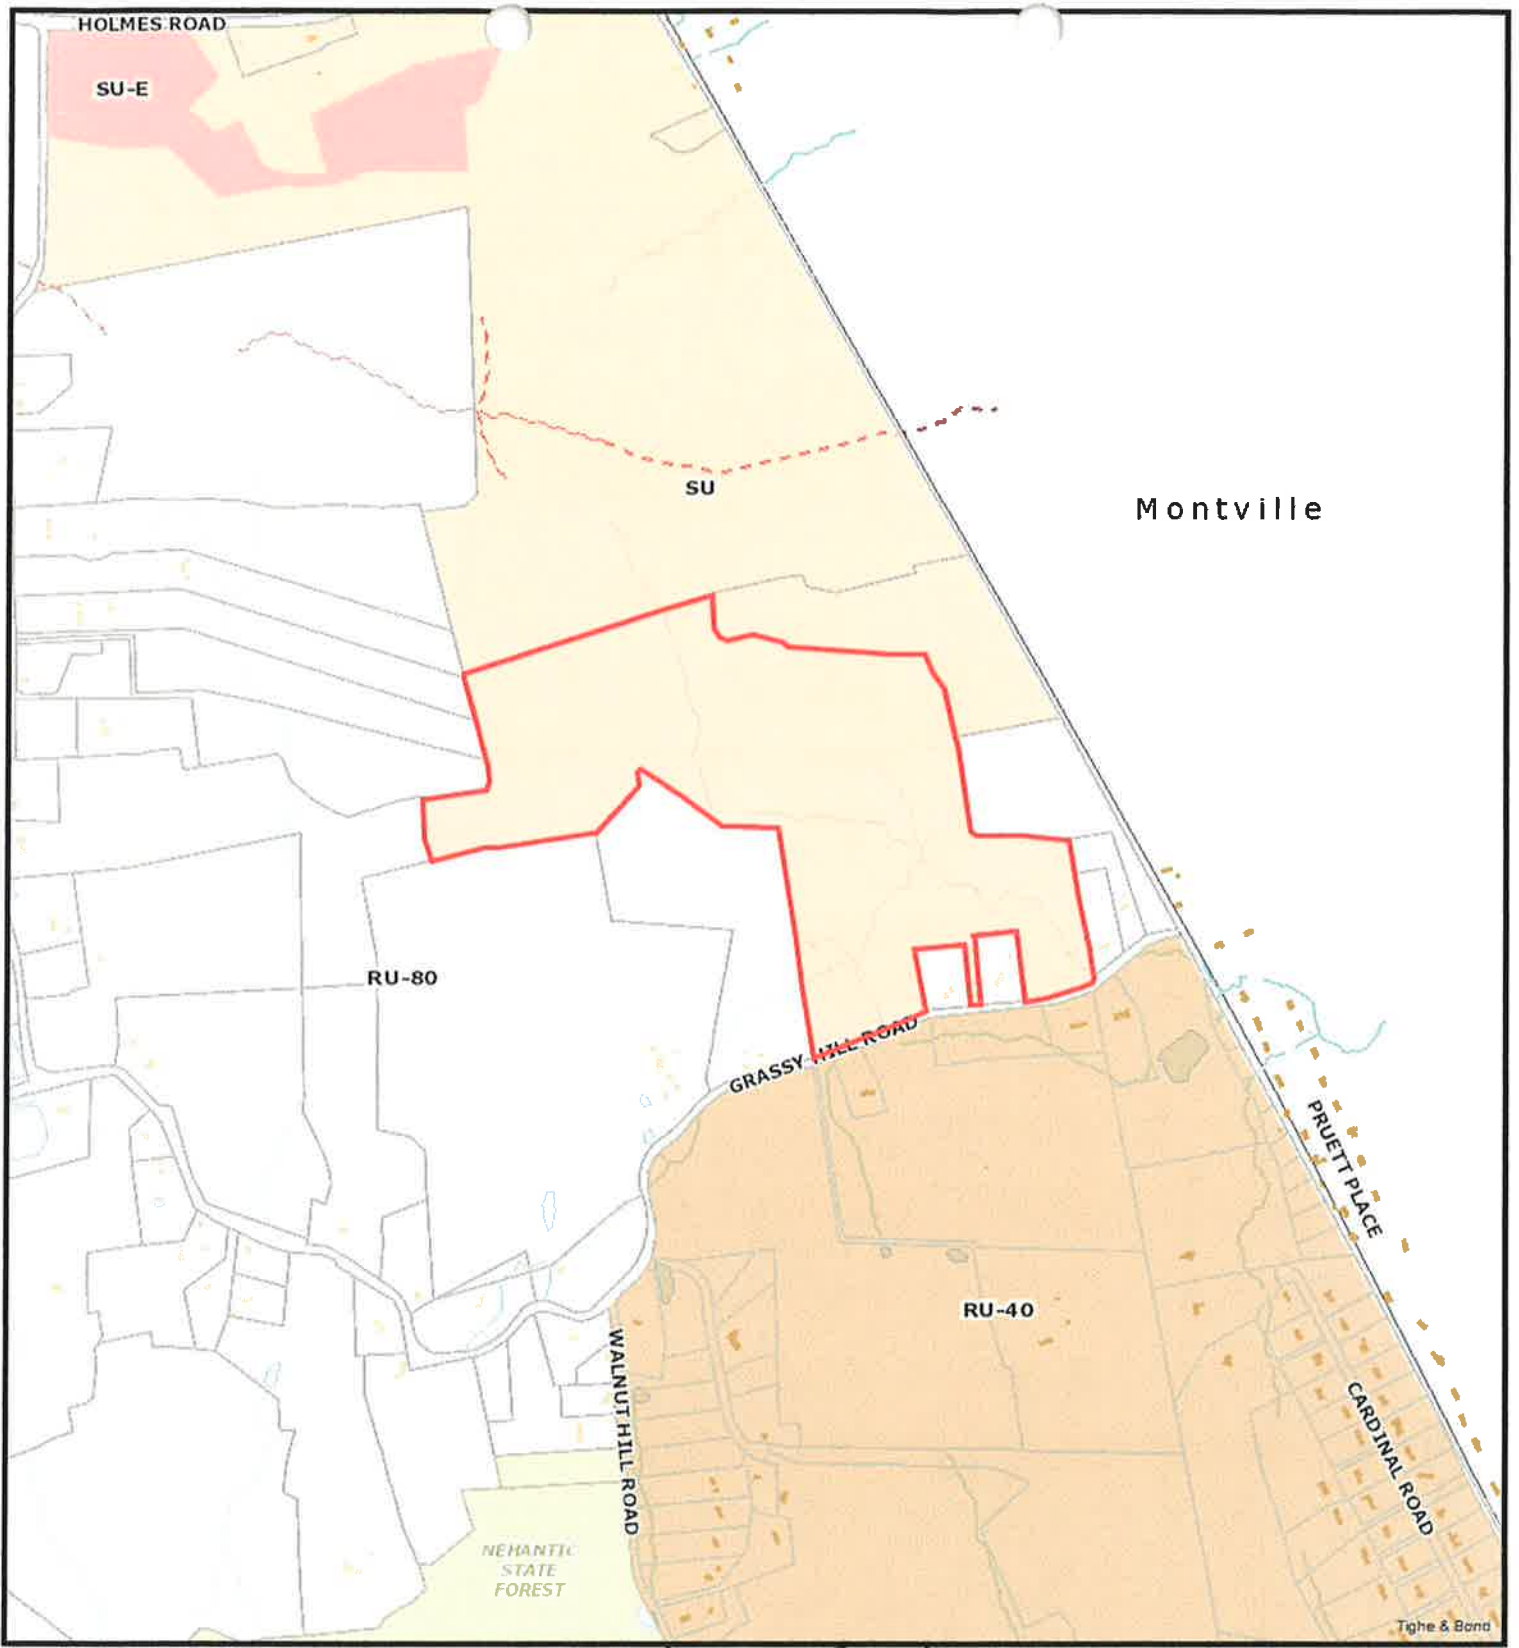 HOLMES ROAD
SU-E
SU
Montville
RU-80
GRASSY HILL ROAD
PRUETT PLACE
RU-40
WALNUT HILL ROAD
CARDINAL ROAD
NEHANTIC
STATE
FOREST
Tighe & Bond